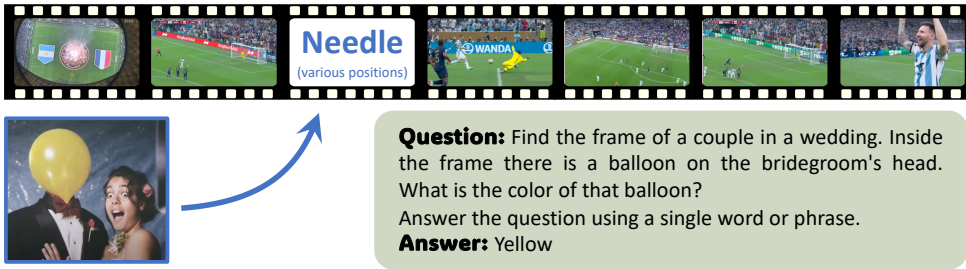 Needle
(various positions)
WANDA
Question: Find the frame of a couple in a wedding. Inside
the frame there is a balloon on the bridegroom's head.
What is the color of that balloon?
Answer the question using a single word or phrase.
Answer: Yellow